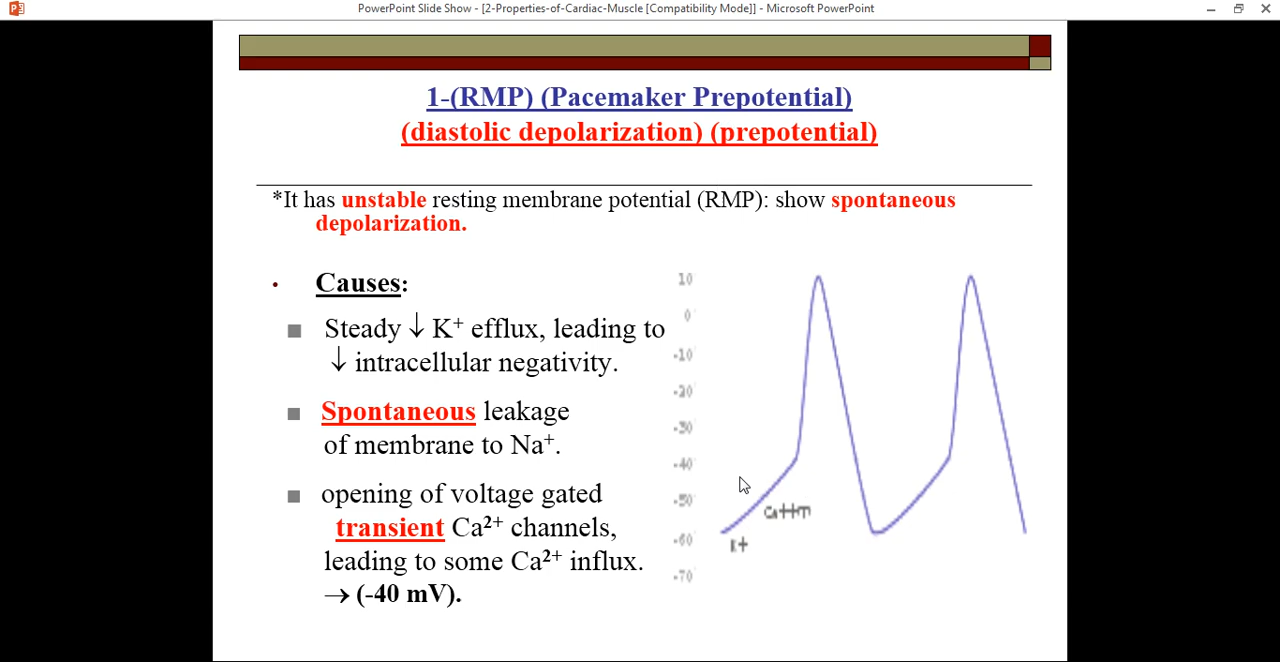 PowerPoint Slide Show - [2-Properties-of-Cardiac-Muscle [Compatibility Mode]] - Microsoft PowerPoint
1-(RMP) (Pacemaker Prepotential)
(diastolic depolarization) (prepotential)
*It has unstable resting membrane potential (RMP): show spontaneous
depolarization.
• Causes:
■ Steady ↓ K⁺ efflux, leading to
↓ intracellular negativity.
■ Spontaneous leakage
of membrane to Na⁺.
■ opening of voltage gated
transient Ca²⁺ channels,
leading to some Ca²⁺ influx.
→ (-40 mV).
10
0
-10
-20
-30
-40
-50
-60
-70
Ca++T
K+